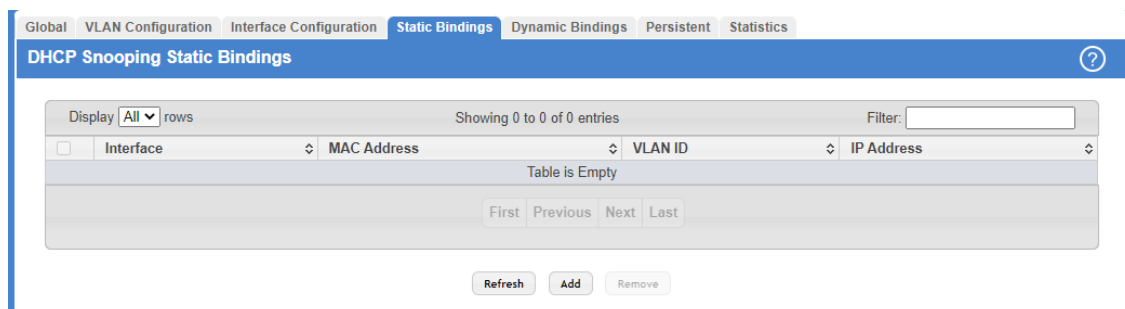 Global VLAN Configuration Interface Configuration Static Bindings Dynamic Bindings Persistent Statistics
DHCP Snooping Static Bindings ?
Display All rows Showing 0 to 0 of 0 entries Filter:
Interface MAC Address VLAN ID IP Address
Table is Empty
First Previous Next Last
Refresh Add Remove